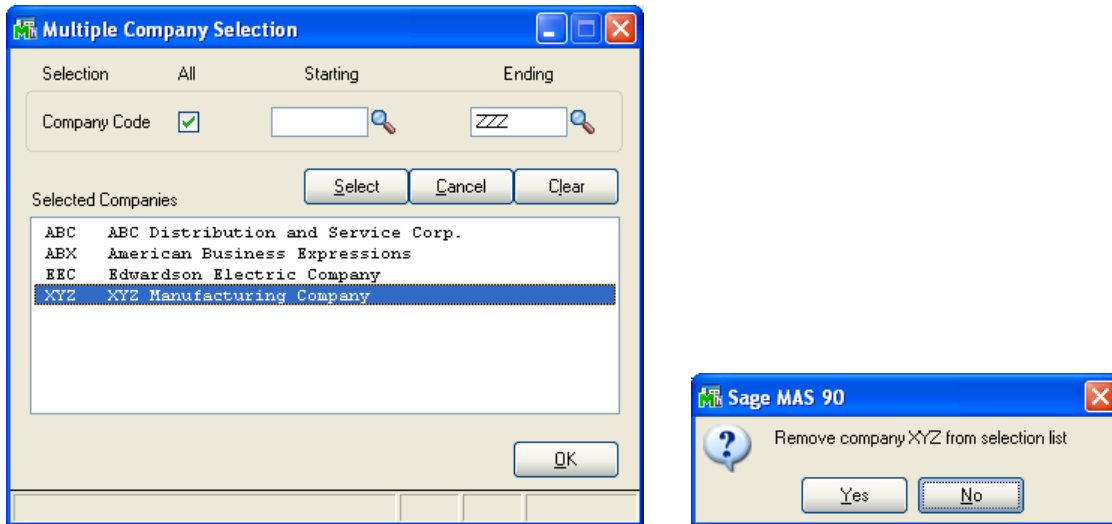 Multiple Company Selection
Selection All Starting Ending
Company Code ZZZ
Select Cancel Clear
Selected Companies
ABC ABC Distribution and Service Corp.
ABX American Business Expressions
EEC Edwardson Electric Company
XYZ XYZ Manufacturing Company
OK
Sage MAS 90
Remove company XYZ from selection list
Yes No